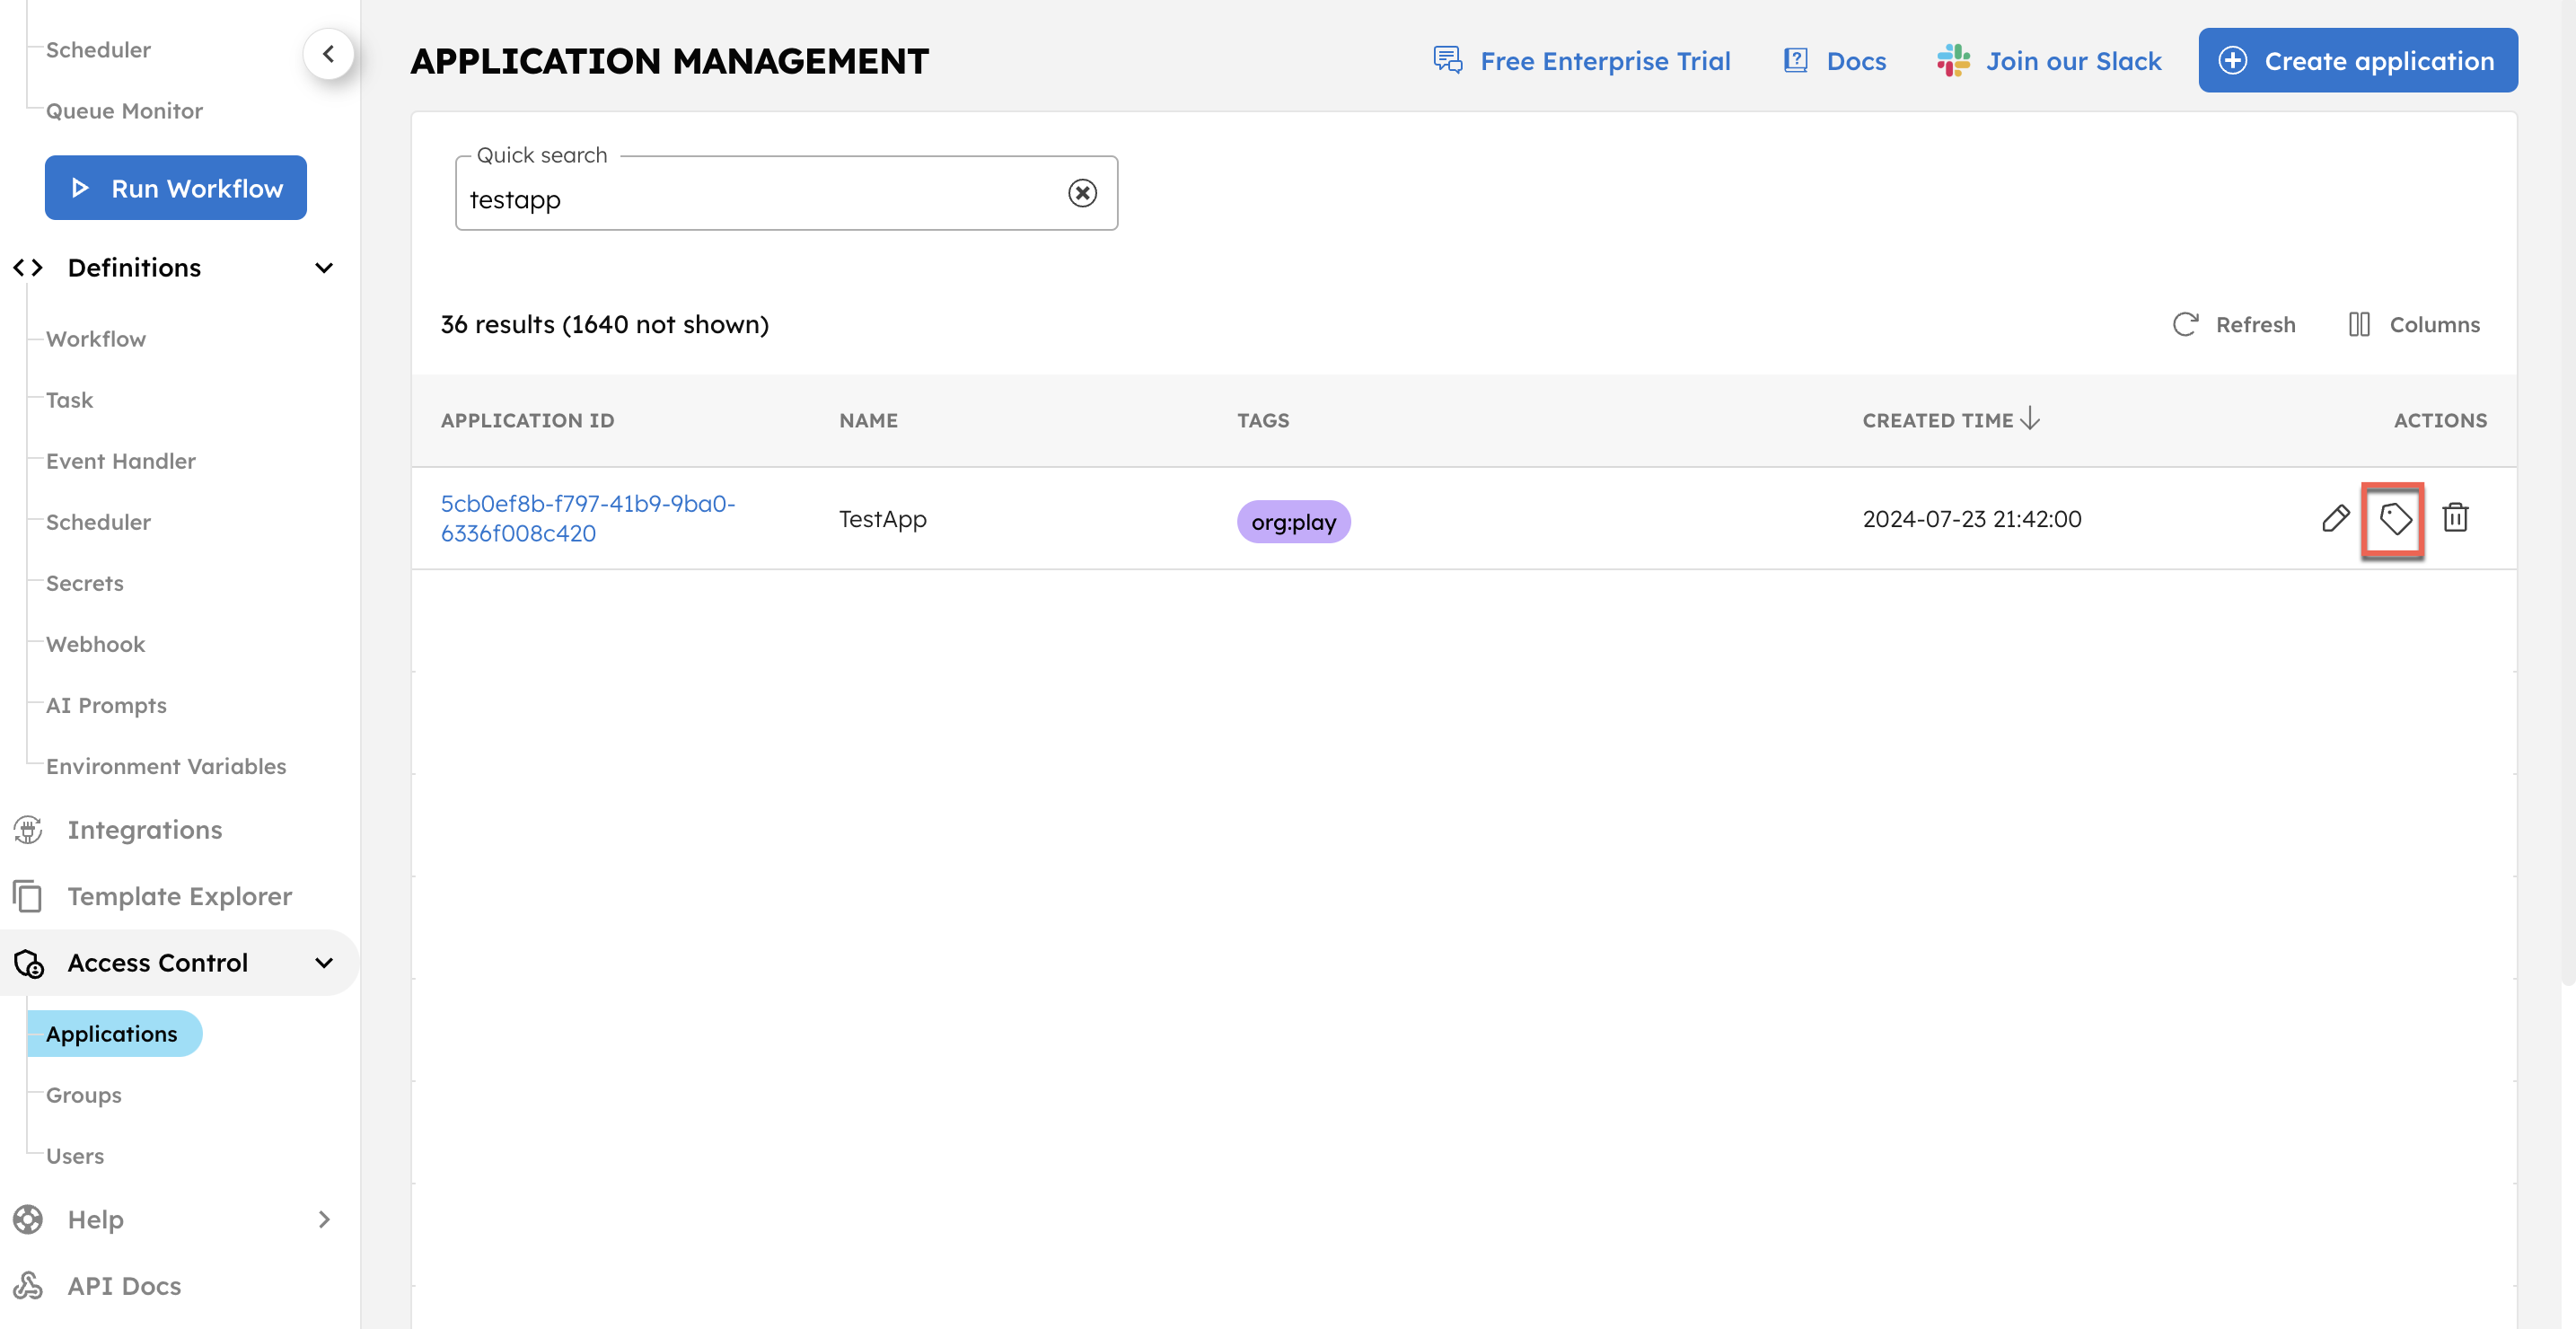 Scheduler
Queue Monitor
Run Workflow
Definitions
Workflow
Task
Event Handler
Scheduler
Secrets
Webhook
AI Prompts
Environment Variables
Integrations
Template Explorer
Access Control
Applications
Groups
Users
Help
API Docs
APPLICATION MANAGEMENT
Free Enterprise Trial
Docs
Join our Slack
Create application
Quick search
testapp
36 results (1640 not shown)
Refresh
Columns
APPLICATION ID NAME TAGS CREATED TIME ACTIONS
5cb0ef8b-f797-41b9-9ba0-
6336f008c420
TestApp
org:play
2024-07-23 21:42:00